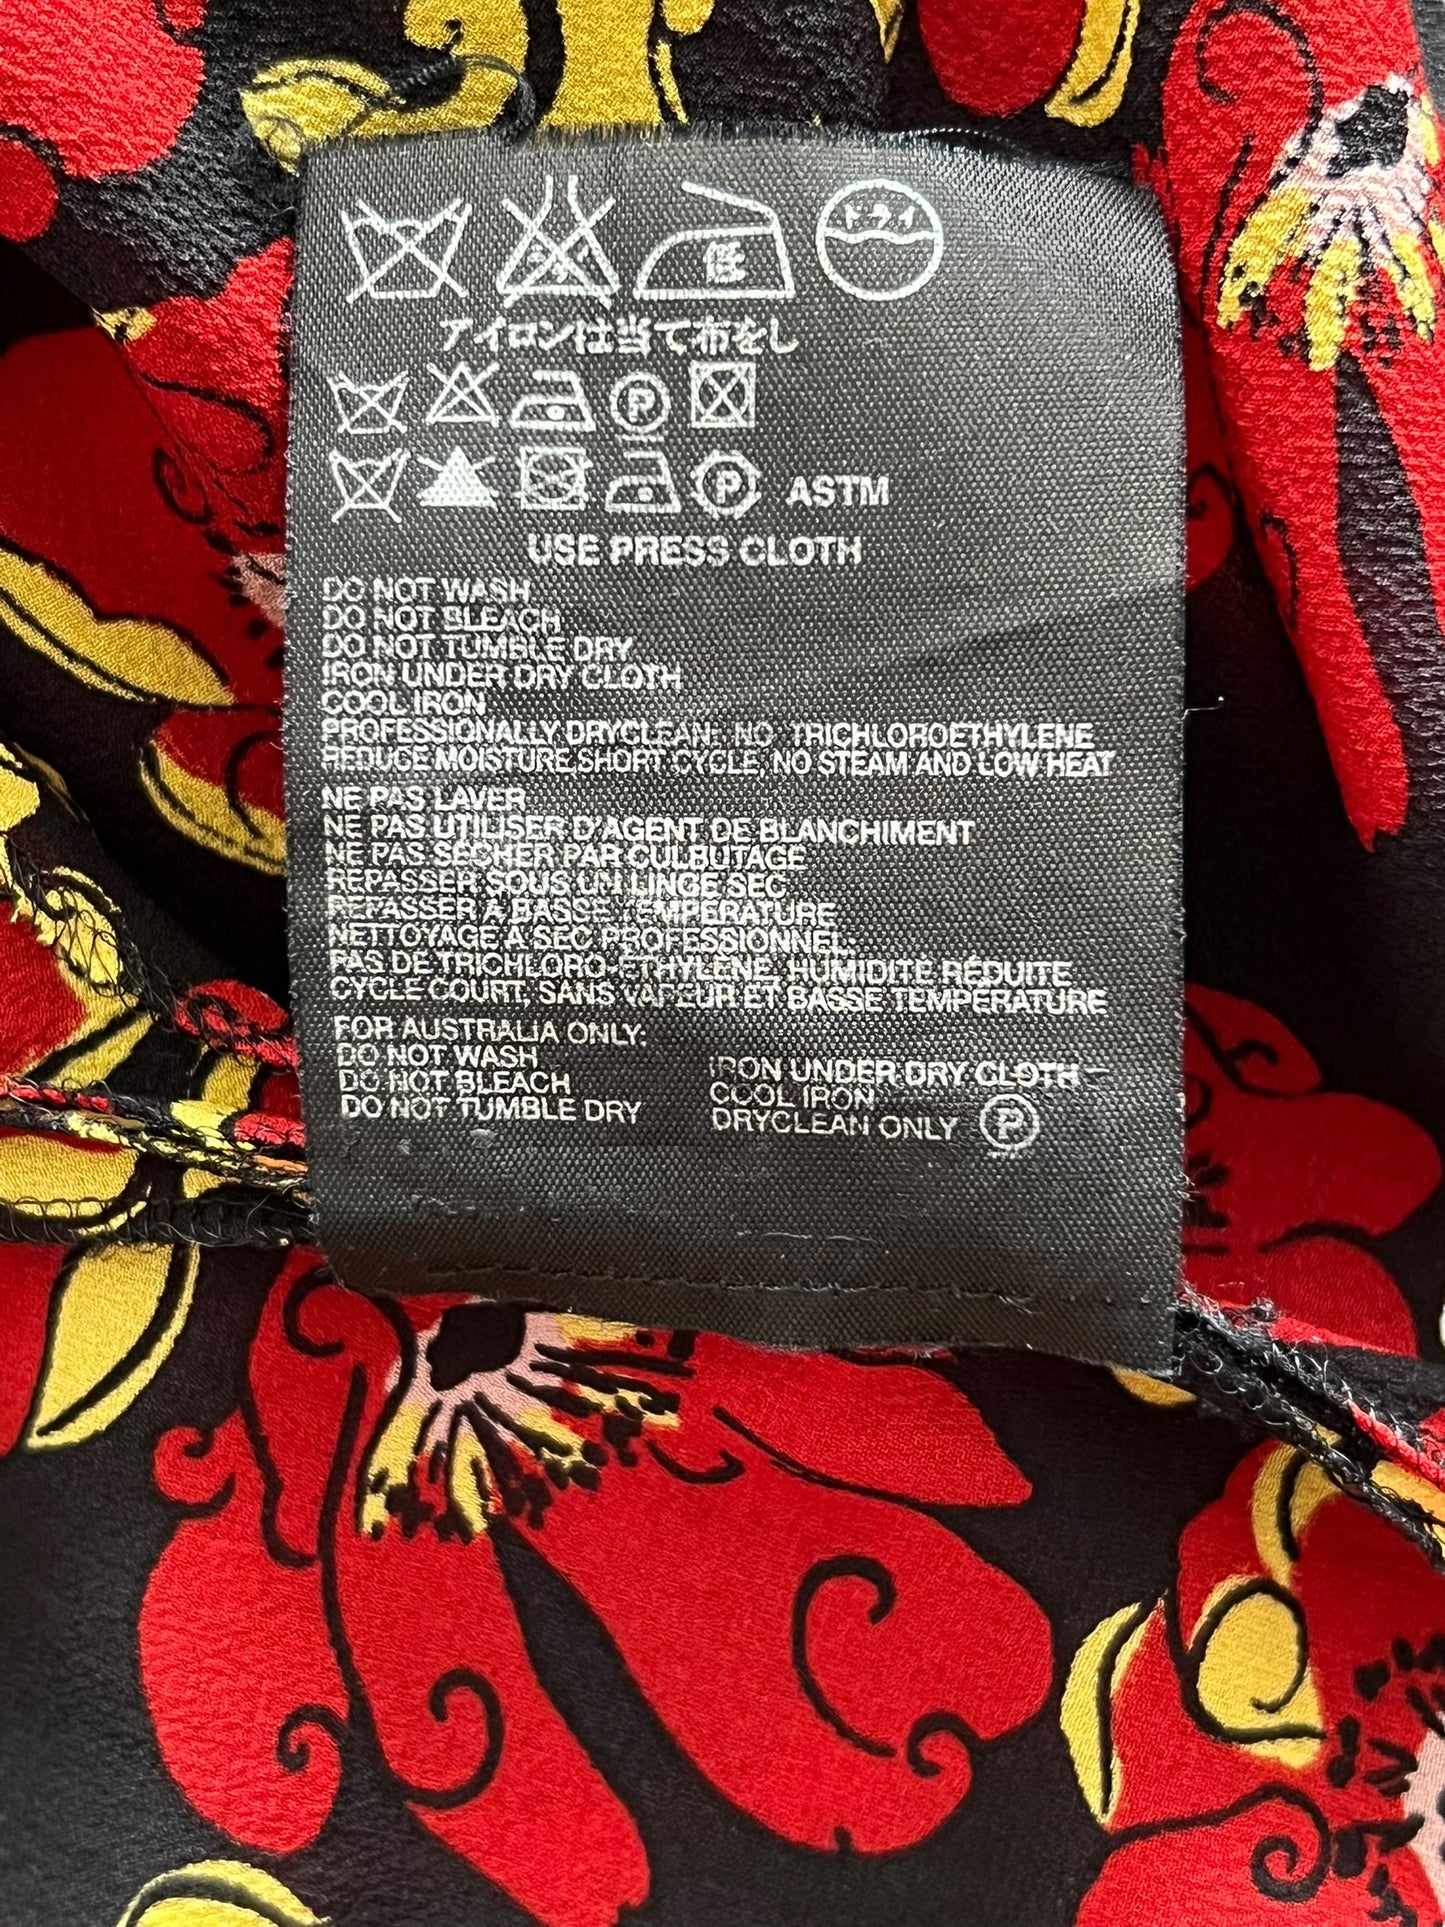 ドライ
アイロンは当て布をし
P
P ASTM
USE PRESS CLOTH
DO NOT WASH
DO NOT BLEACH
DO NOT TUMBLE DRY
IRON UNDER DRY CLOTH
COOL IRON
PROFESSIONALLY DRYCLEAN: NO TRICHLOROETHYLENE
REDUCE MOISTURE,SHORT CYCLE, NO STEAM AND LOW HEAT
NE PAS LAVER
NE PAS UTILISER D'AGENT DE BLANCHIMENT
NE PAS SÉCHER PAR CULBUTAGE
REPASSER SOUS UN LINGE SEC
REPASSER A BASSE TEMPERATURE
NETTOYAGE A SEC PROFESSIONNEL:
PAS DE TRICHLORO-ETHYLENE, HUMIDITE RÉDUITE
CYCLE COURT, SANS VAPEUR ET BASSE TEMPERATURE
FOR AUSTRALIA ONLY:
DO NOT WASH
DO NOT BLEACH
DO NOT TUMBLE DRY
IRON UNDER DRY CLOTH
COOL IRON
DRYCLEAN ONLY P